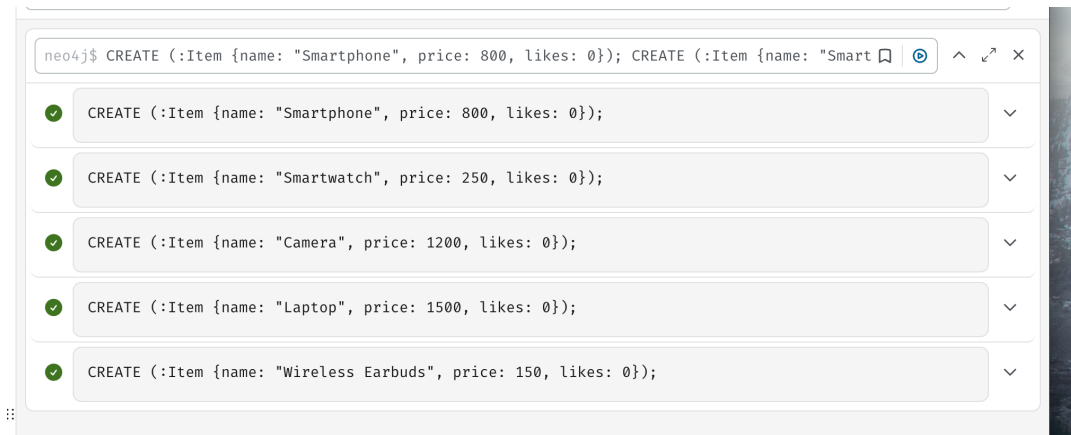 neo4j$ CREATE (:Item {name: "Smartphone", price: 800, likes: 0}); CREATE (:Item {name: "Smart
CREATE (:Item {name: "Smartphone", price: 800, likes: 0});
CREATE (:Item {name: "Smartwatch", price: 250, likes: 0});
CREATE (:Item {name: "Camera", price: 1200, likes: 0});
CREATE (:Item {name: "Laptop", price: 1500, likes: 0});
CREATE (:Item {name: "Wireless Earbuds", price: 150, likes: 0});